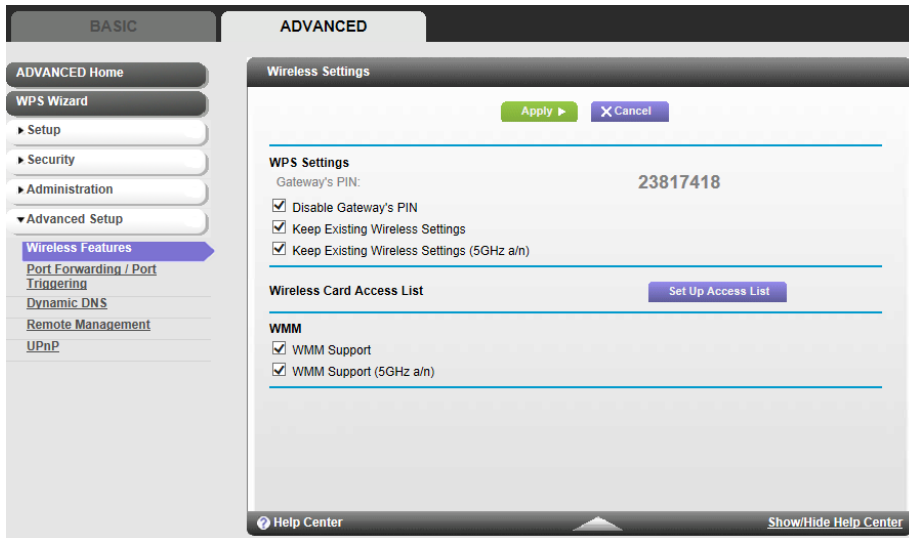 BASIC
ADVANCED
ADVANCED Home
WPS Wizard
Setup
Security
Administration
Advanced Setup
Wireless Features
Port Forwarding / Port
Triggering
Dynamic DNS
Remote Management
UPnP
Wireless Settings
Apply
Cancel
WPS Settings
Gateway's PIN: 23817418
Disable Gateway's PIN
Keep Existing Wireless Settings
Keep Existing Wireless Settings (5GHz a/n)
Wireless Card Access List Set Up Access List
WMM
WMM Support
WMM Support (5GHz a/n)
Help Center Show/Hide Help Center